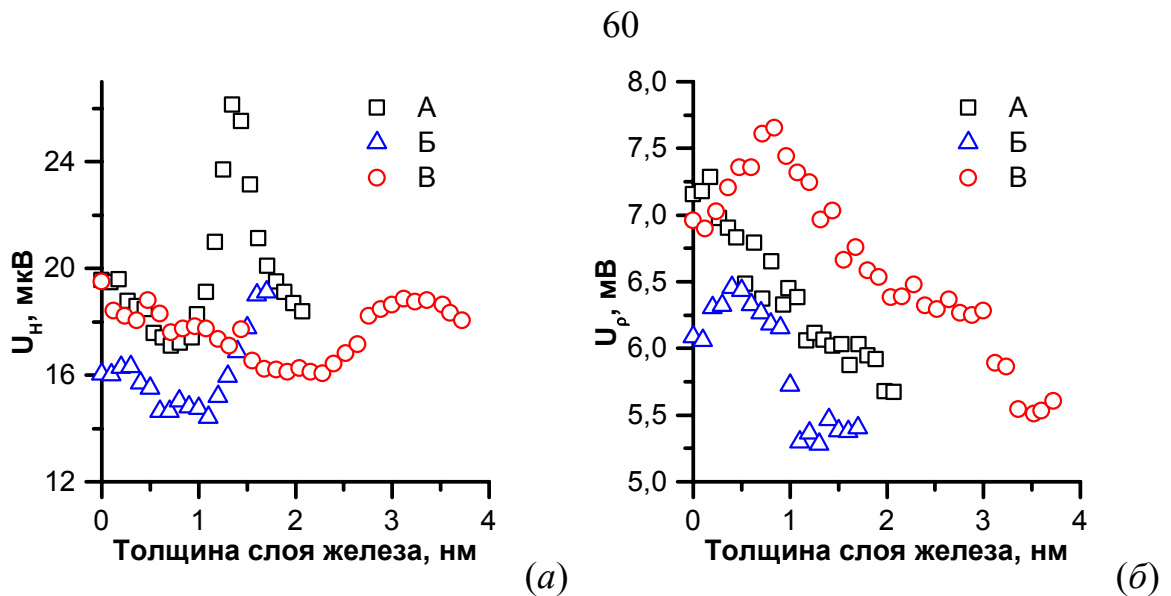 60
U_H, мкВ
24
20
16
12
А
Б
В
0 1 2 3 4
Толщина слоя железа, нм
(а)
U_ρ, мВ
8,0
7,5
7,0
6,5
6,0
5,5
5,0
А
Б
В
0 1 2 3 4
Толщина слоя железа, нм
(б)